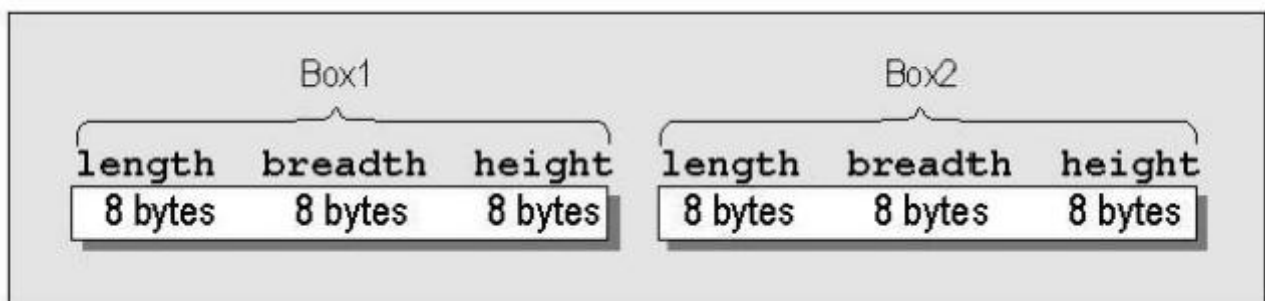 Box1 Box2
length breadth height length breadth height
8 bytes 8 bytes 8 bytes 8 bytes 8 bytes 8 bytes